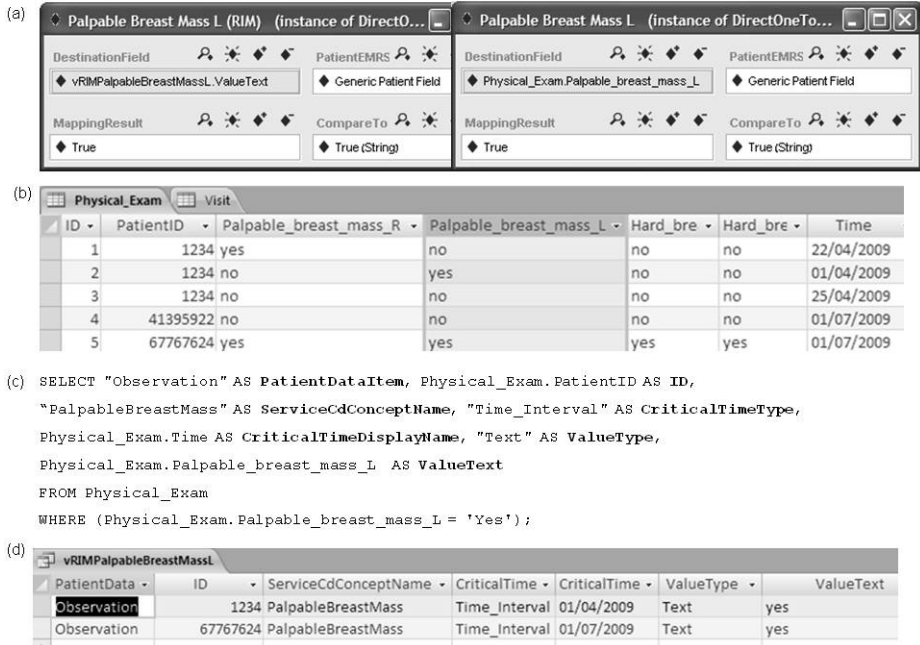 (a)
Palpable Breast Mass L (RIM) (instance of DirectO...
DestinationField
PatientEMRS
vRIMPalpableBreastMassL.ValueText
Generic Patient Field
MappingResult
CompareTo
True
True (String)
Palpable Breast Mass L (instance of DirectOneTo...
DestinationField
PatientEMRS
Physical_Exam.Palpable_breast_mass_L
Generic Patient Field
MappingResult
CompareTo
True
True (String)
(b)
Physical_Exam Visit
ID PatientID Palpable_breast_mass_R Palpable_breast_mass_L Hard_bre Hard_bre Time
1 1234 yes no no no 22/04/2009
2 1234 no yes no no 01/04/2009
3 1234 no no no no 25/04/2009
4 41395922 no no no no 01/07/2009
5 67767624 yes yes yes yes 01/07/2009
(c) SELECT "Observation" AS PatientDataItem, Physical_Exam.PatientID AS ID,
“PalpableBreastMass" AS ServiceCdConceptName, "Time_Interval" AS CriticalTimeType,
Physical_Exam.Time AS CriticalTimeDisplayName, "Text" AS ValueType,
Physical_Exam.Palpable_breast_mass_L AS ValueText
FROM Physical_Exam
WHERE (Physical_Exam.Palpable_breast_mass_L = 'Yes');
(d)
vRIMPalpableBreastMassL
PatientData ID ServiceCdConceptName CriticalTime CriticalTime ValueType ValueText
Observation 1234 PalpableBreastMass Time_Interval 01/04/2009 Text yes
Observation 67767624 PalpableBreastMass Time_Interval 01/07/2009 Text yes